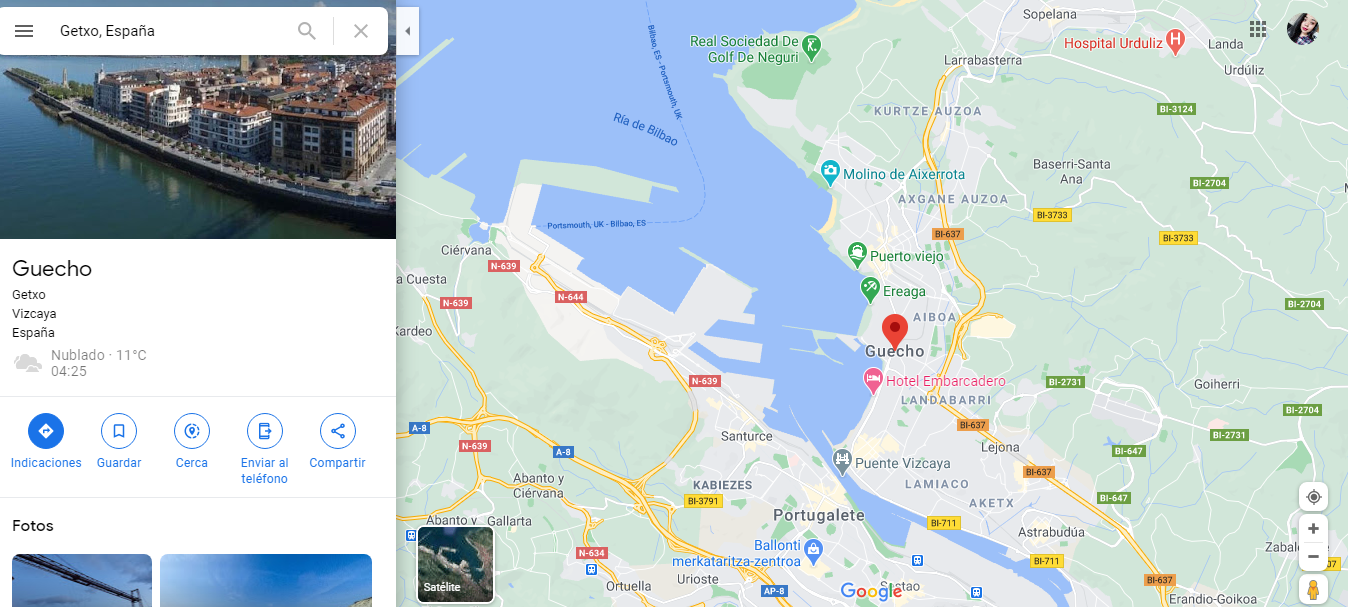 Getxo, España
Guecho
Getxo
Vizcaya
España
Nublado · 11°C
04:25
Indicaciones
Guardar
Cerca
Enviar al
teléfono
Compartir
Fotos
Sopelana
Real Sociedad De
Golf De Neguri
Hospital Urduliz
Landa
Urdúliz
Larrabasterra
Bilbao, ES - Portsmouth, UK
KURTZE AUZOA
BI-3124
Ría de Bilbao
Baserri-Santa
Ana
Molino de Aixerrota
BI-2704
AXGANE AUZOA
BI-3733
Portsmouth, UK - Bilbao, ES
BI-637
BI-3733
Ciérvana
Puerto viejo
N-639
a Cuesta
Ereaga
N-644
N-639
BI-2704
AIBOA
Kardeo
Guecho
Hotel Embarcadero
N-639
BI-2731
Goiherri
LANDABARRI
BI-2704
A-8
BI-637
Santurce
BI-2731
N-639
Lejona
A-8
BI-647
Puente Vizcaya
BI-637
Abanto y
Ciérvana
KABIEZES
LAMIACO
BI-3791
AKETX
BI-647
Portugalete
Abanto y
Gallarta
BI-711
Astrabudúa
Ballonti
merkataritza-zentroa
N-634
BI-711
Urioste
Ortuella
AP-8
Google
BI-637
Erandio-Goikoa
Satélite